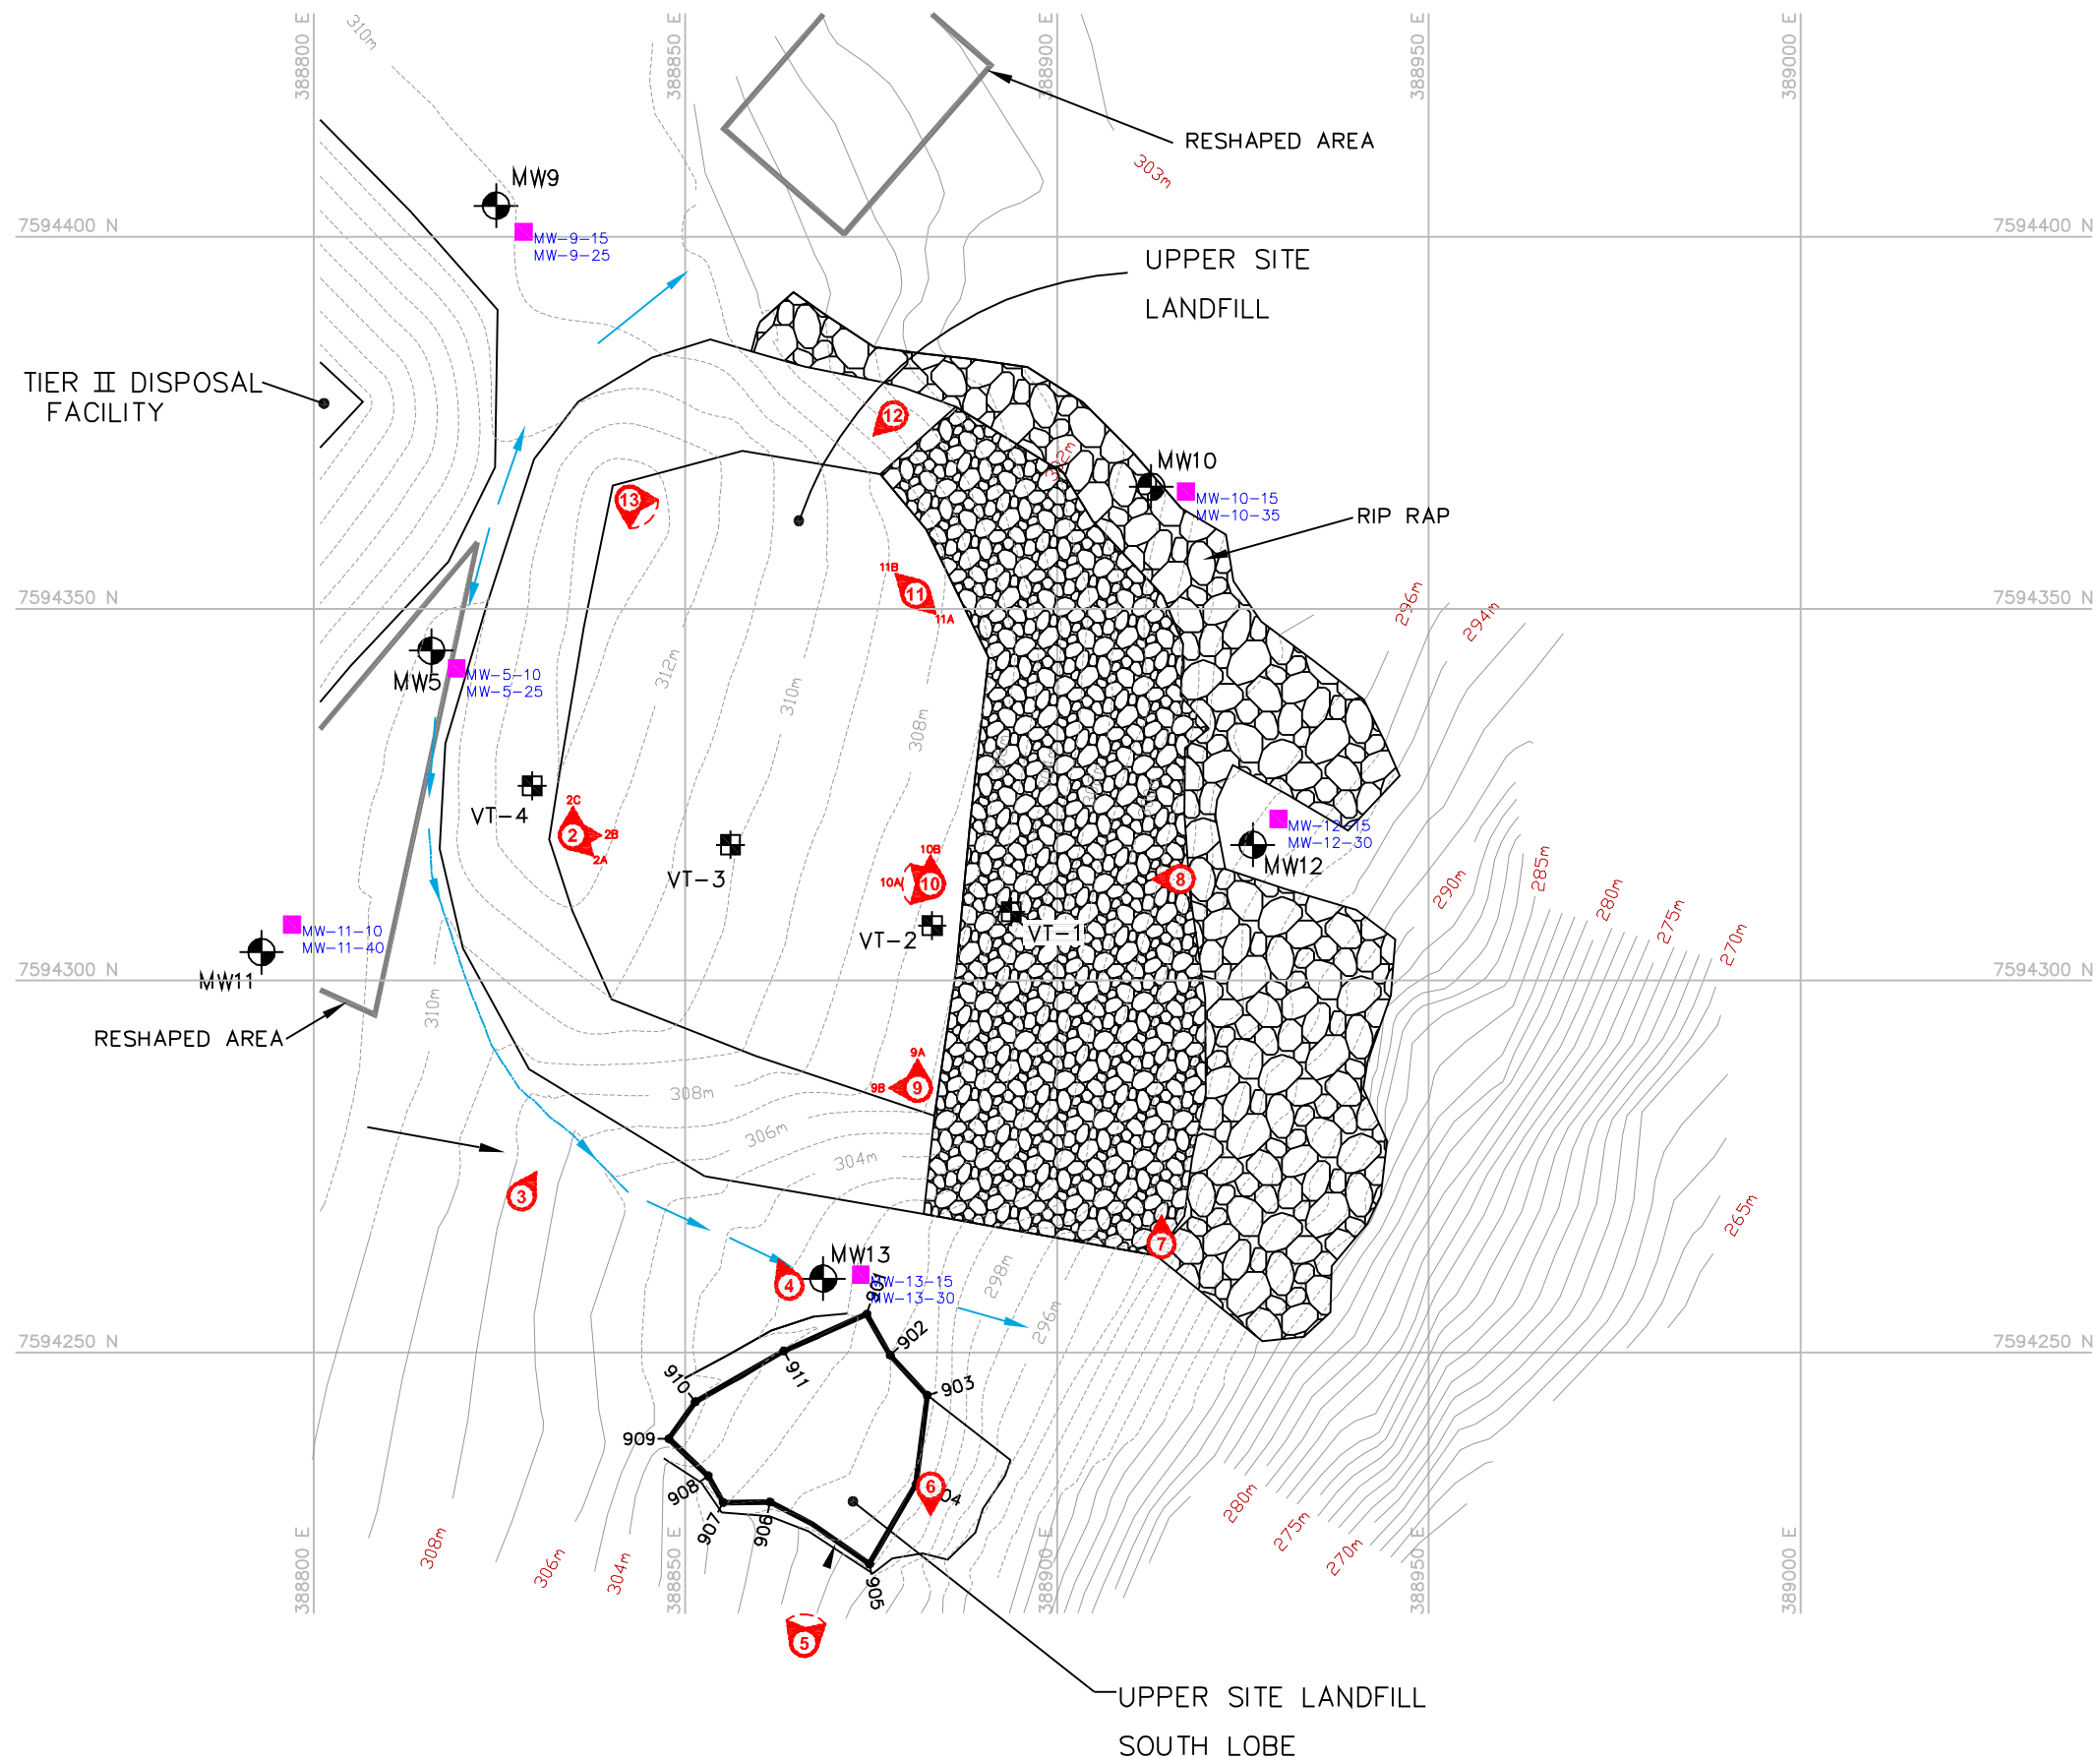 310m
388800 E
388850 E
388900 E
388950 E
389000 E
RESHAPED AREA
303m
MW9
7594400 N
7594400 N
MW-9-15
MW-9-25
UPPER SITE
LANDFILL
TIER II DISPOSAL
FACILITY
12
302m
MW10
MW-10-15
MW-10-35
RIP RAP
13
11B
11
11A
7594350 N
7594350 N
296m
294m
MW5
MW-5-10
MW-5-25
312m
310m
308m
VT-4
2C
2
2B
2A
VT-3
10B
10A
10
8
MW-12-15
MW-12-30
MW12
285m
290m
280m
275m
270m
VT-2
VT-1
MW-11-10
MW-11-40
MW11
7594300 N
7594300 N
310m
RESHAPED AREA
9A
9B
9
308m
306m
304m
3
265m
7
MW13
4
MW-13-15
MW-13-30
901
298m
296m
902
7594250 N
7594250 N
911
910
903
909
908
907
906
6
04
905
280m
275m
270m
308m
306m
304m
388800 E
388850 E
388900 E
388950 E
389000 E
5
UPPER SITE LANDFILL
SOUTH LOBE